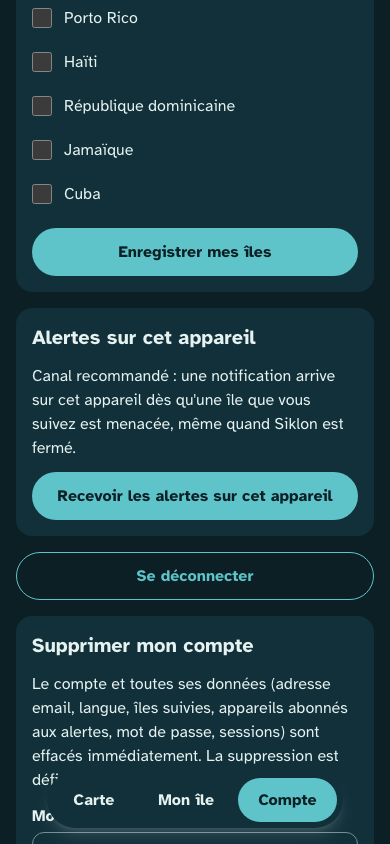 Porto Rico
Haïti
République dominicaine
Jamaïque
Cuba
Enregistrer mes îles
Alertes sur cet appareil
Canal recommandé : une notification arrive
sur cet appareil dès qu'une île que vous
suivez est menacée, même quand Siklon est
fermé.
Recevoir les alertes sur cet appareil
Se déconnecter
Supprimer mon compte
Le compte et toutes ses données (adresse
email, langue, îles suivies, appareils abonnés
aux alertes, mot de passe, sessions) sont
effacés immédiatement. La suppression est
Carte
Mon île
Compte